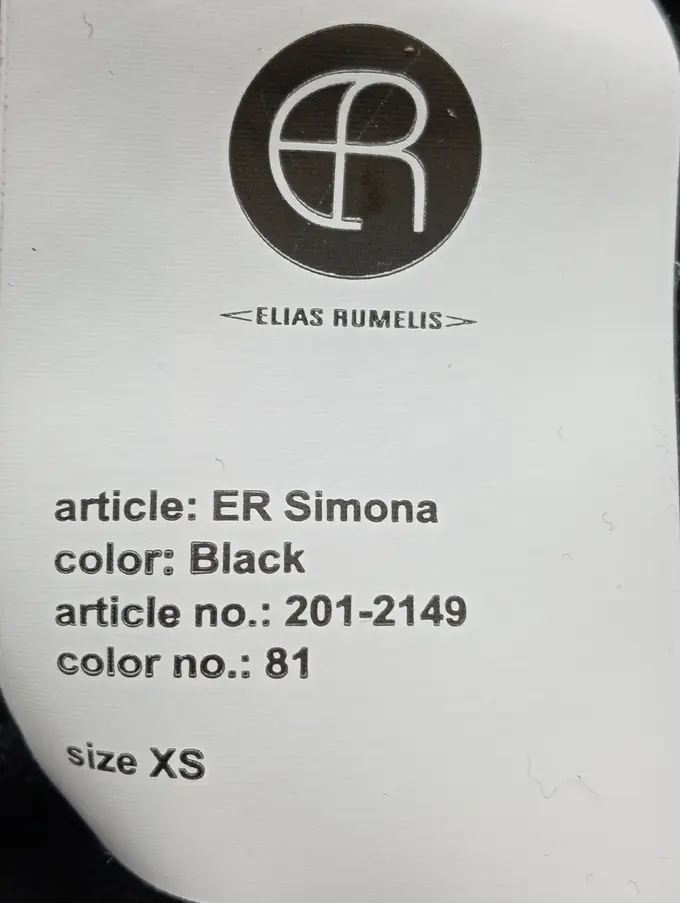 ER
<ELIAS RUMELIS>
article: ER Simona
color: Black
article no.: 201-2149
color no.: 81
size XS